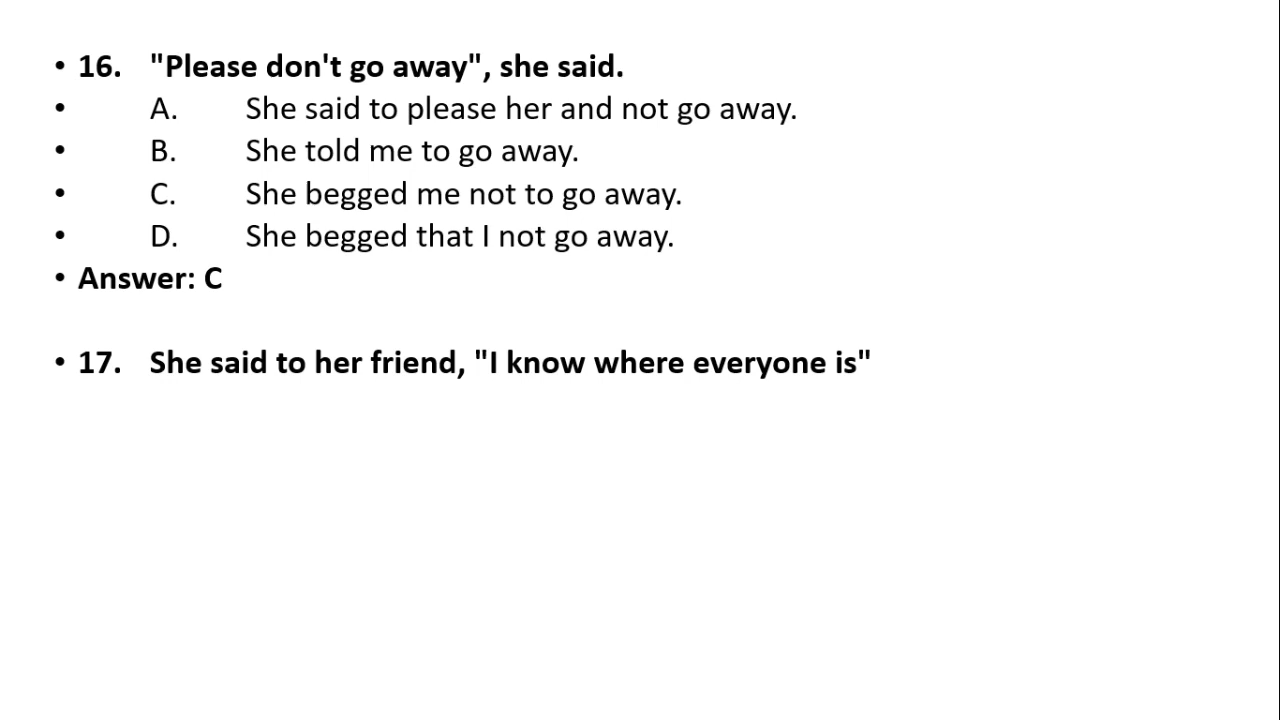 • 16. "Please don't go away", she said.
• A. She said to please her and not go away.
• B. She told me to go away.
• C. She begged me not to go away.
• D. She begged that I not go away.
• Answer: C
• 17. She said to her friend, "I know where everyone is"